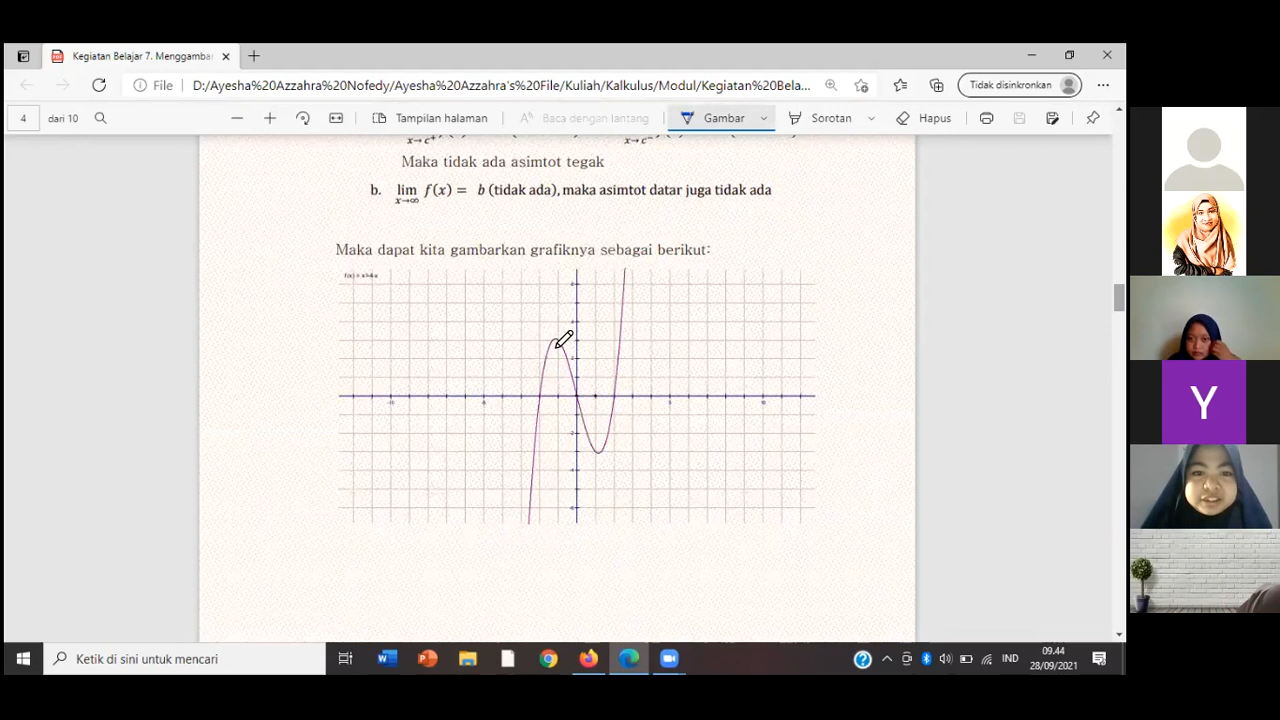 Kegiatan Belajar 7. Menggambar
File
D:/Ayesha%20Azzahra%20Nofedy/Ayesha%20Azzahra's%20File/Kuliah/Kalkulus/Modul/Kegiatan%20Bela...
Tidak disinkronkan
4 dari 10
Tampilan halaman
Baca dengan lantang
Gambar
Sorotan
Hapus
x→c⁺
x→c⁻
Maka tidak ada asimtot tegak
b. lim f(x) = b (tidak ada), maka asimtot datar juga tidak ada
x→∞
Maka dapat kita gambarkan grafiknya sebagai berikut:
Y
Ketik di sini untuk mencari
IND
09.44
28/09/2021